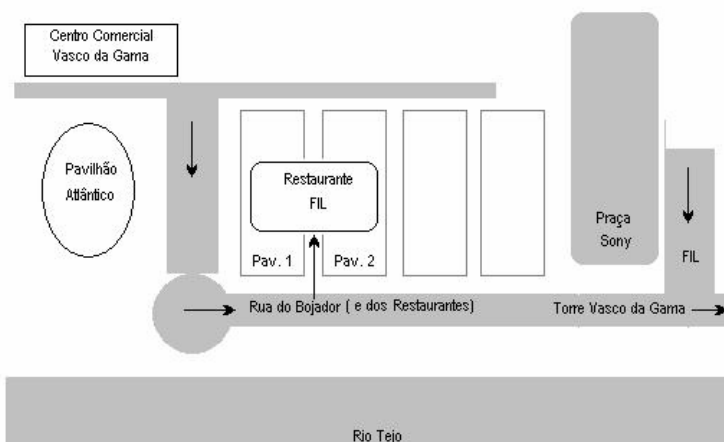 Centro Comercial
Vasco da Gama
Pavilhão
Atlântico
Restaurante
FIL
Praça
Sony
Pav. 1
Pav. 2
FIL
Rua do Bojador ( e dos Restaurantes)
Torre Vasco da Gama
Rio Tejo